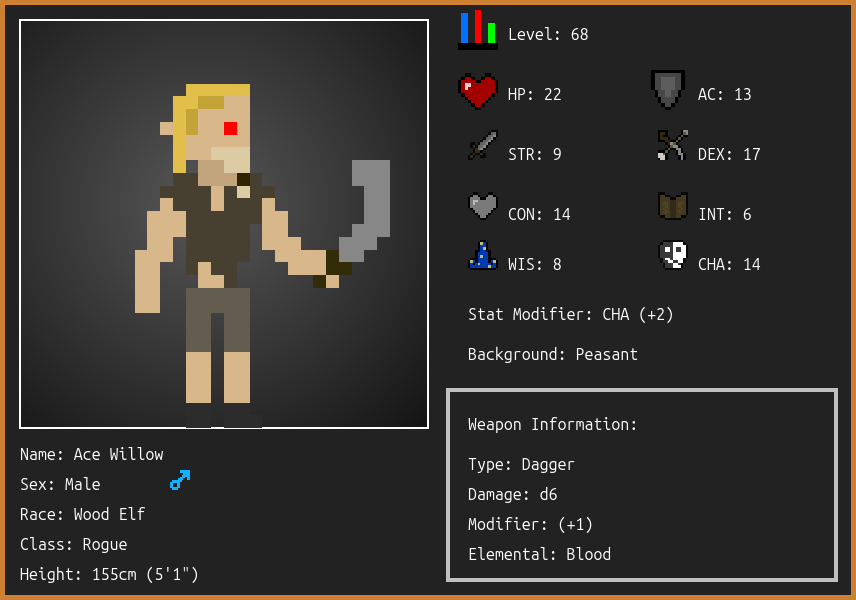 Level: 68
HP: 22
AC: 13
STR: 9
DEX: 17
CON: 14
INT: 6
WIS: 8
CHA: 14
Stat Modifier: CHA (+2)
Background: Peasant
Weapon Information:
Type: Dagger
Damage: d6
Modifier: (+1)
Elemental: Blood
Name: Ace Willow
Sex: Male
Race: Wood Elf
Class: Rogue
Height: 155cm (5'1")